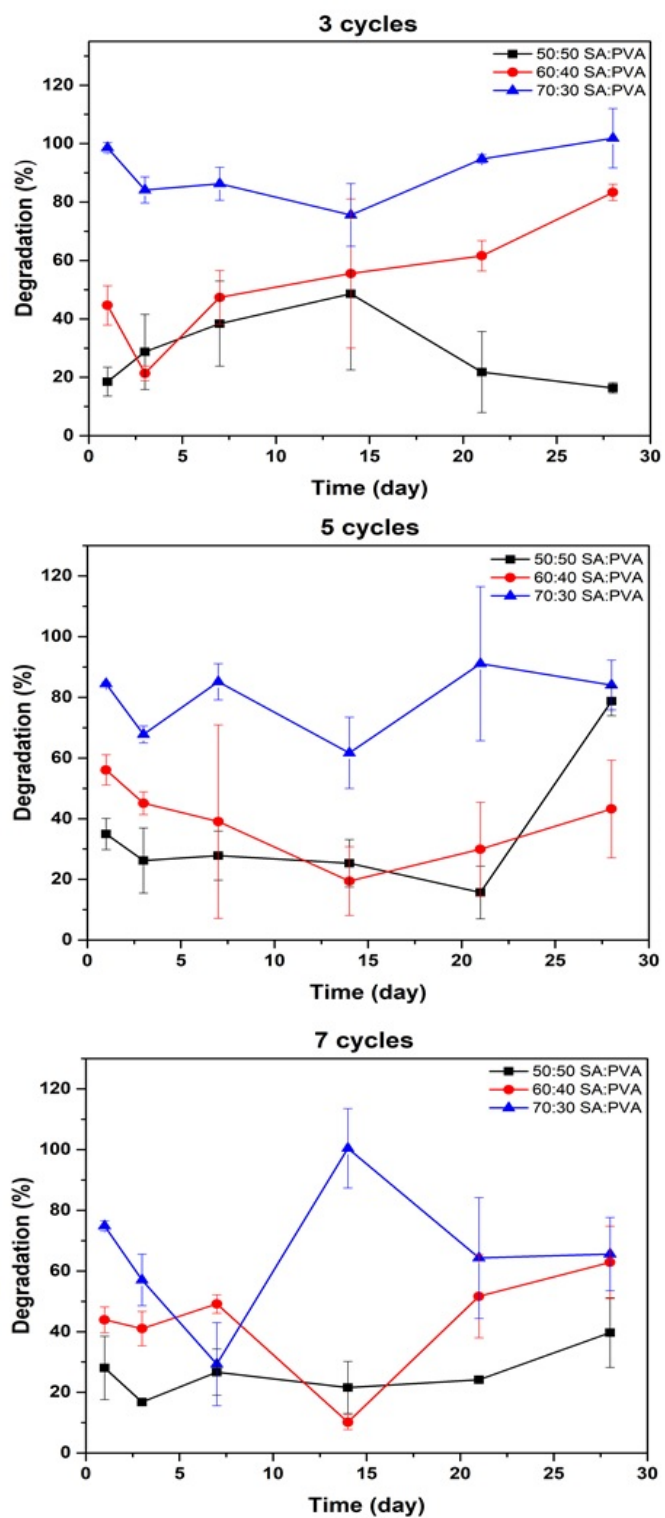 3 cycles
50:50 SA:PVA
60:40 SA:PVA
70:30 SA:PVA
120
100
80
60
40
20
0
Degradation (%)
0 5 10 15 20 25 30
Time (day)
5 cycles
50:50 SA:PVA
60:40 SA:PVA
70:30 SA:PVA
120
100
80
60
40
20
0
Degradation (%)
0 5 10 15 20 25 30
Time (day)
7 cycles
50:50 SA:PVA
60:40 SA:PVA
70:30 SA:PVA
120
100
80
60
40
20
0
Degradation (%)
0 5 10 15 20 25 30
Time (day)